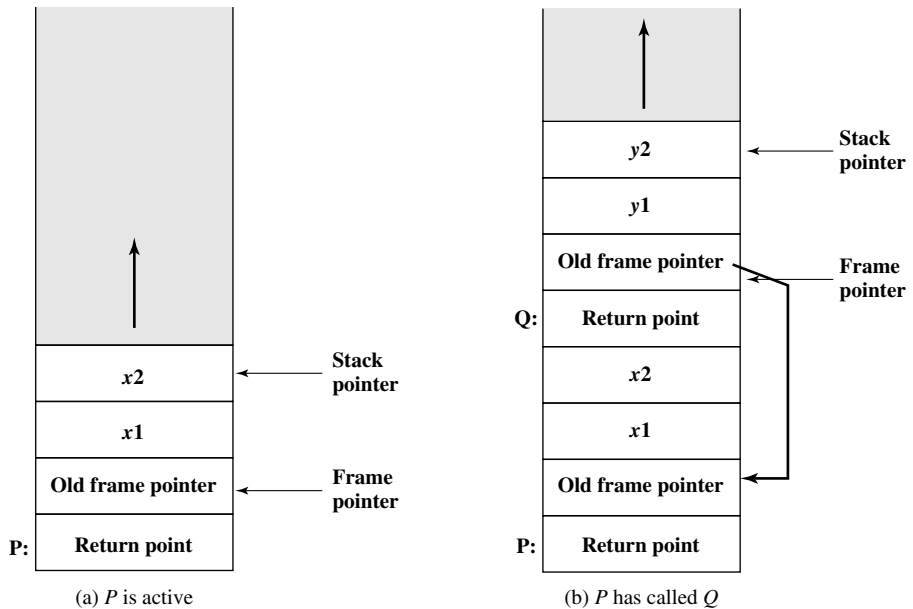 x2
Stack
pointer
x1
Old frame pointer
Frame
pointer
P:
Return point
(a) P is active
y2
Stack
pointer
y1
Old frame pointer
Frame
pointer
Q:
Return point
x2
x1
Old frame pointer
P:
Return point
(b) P has called Q